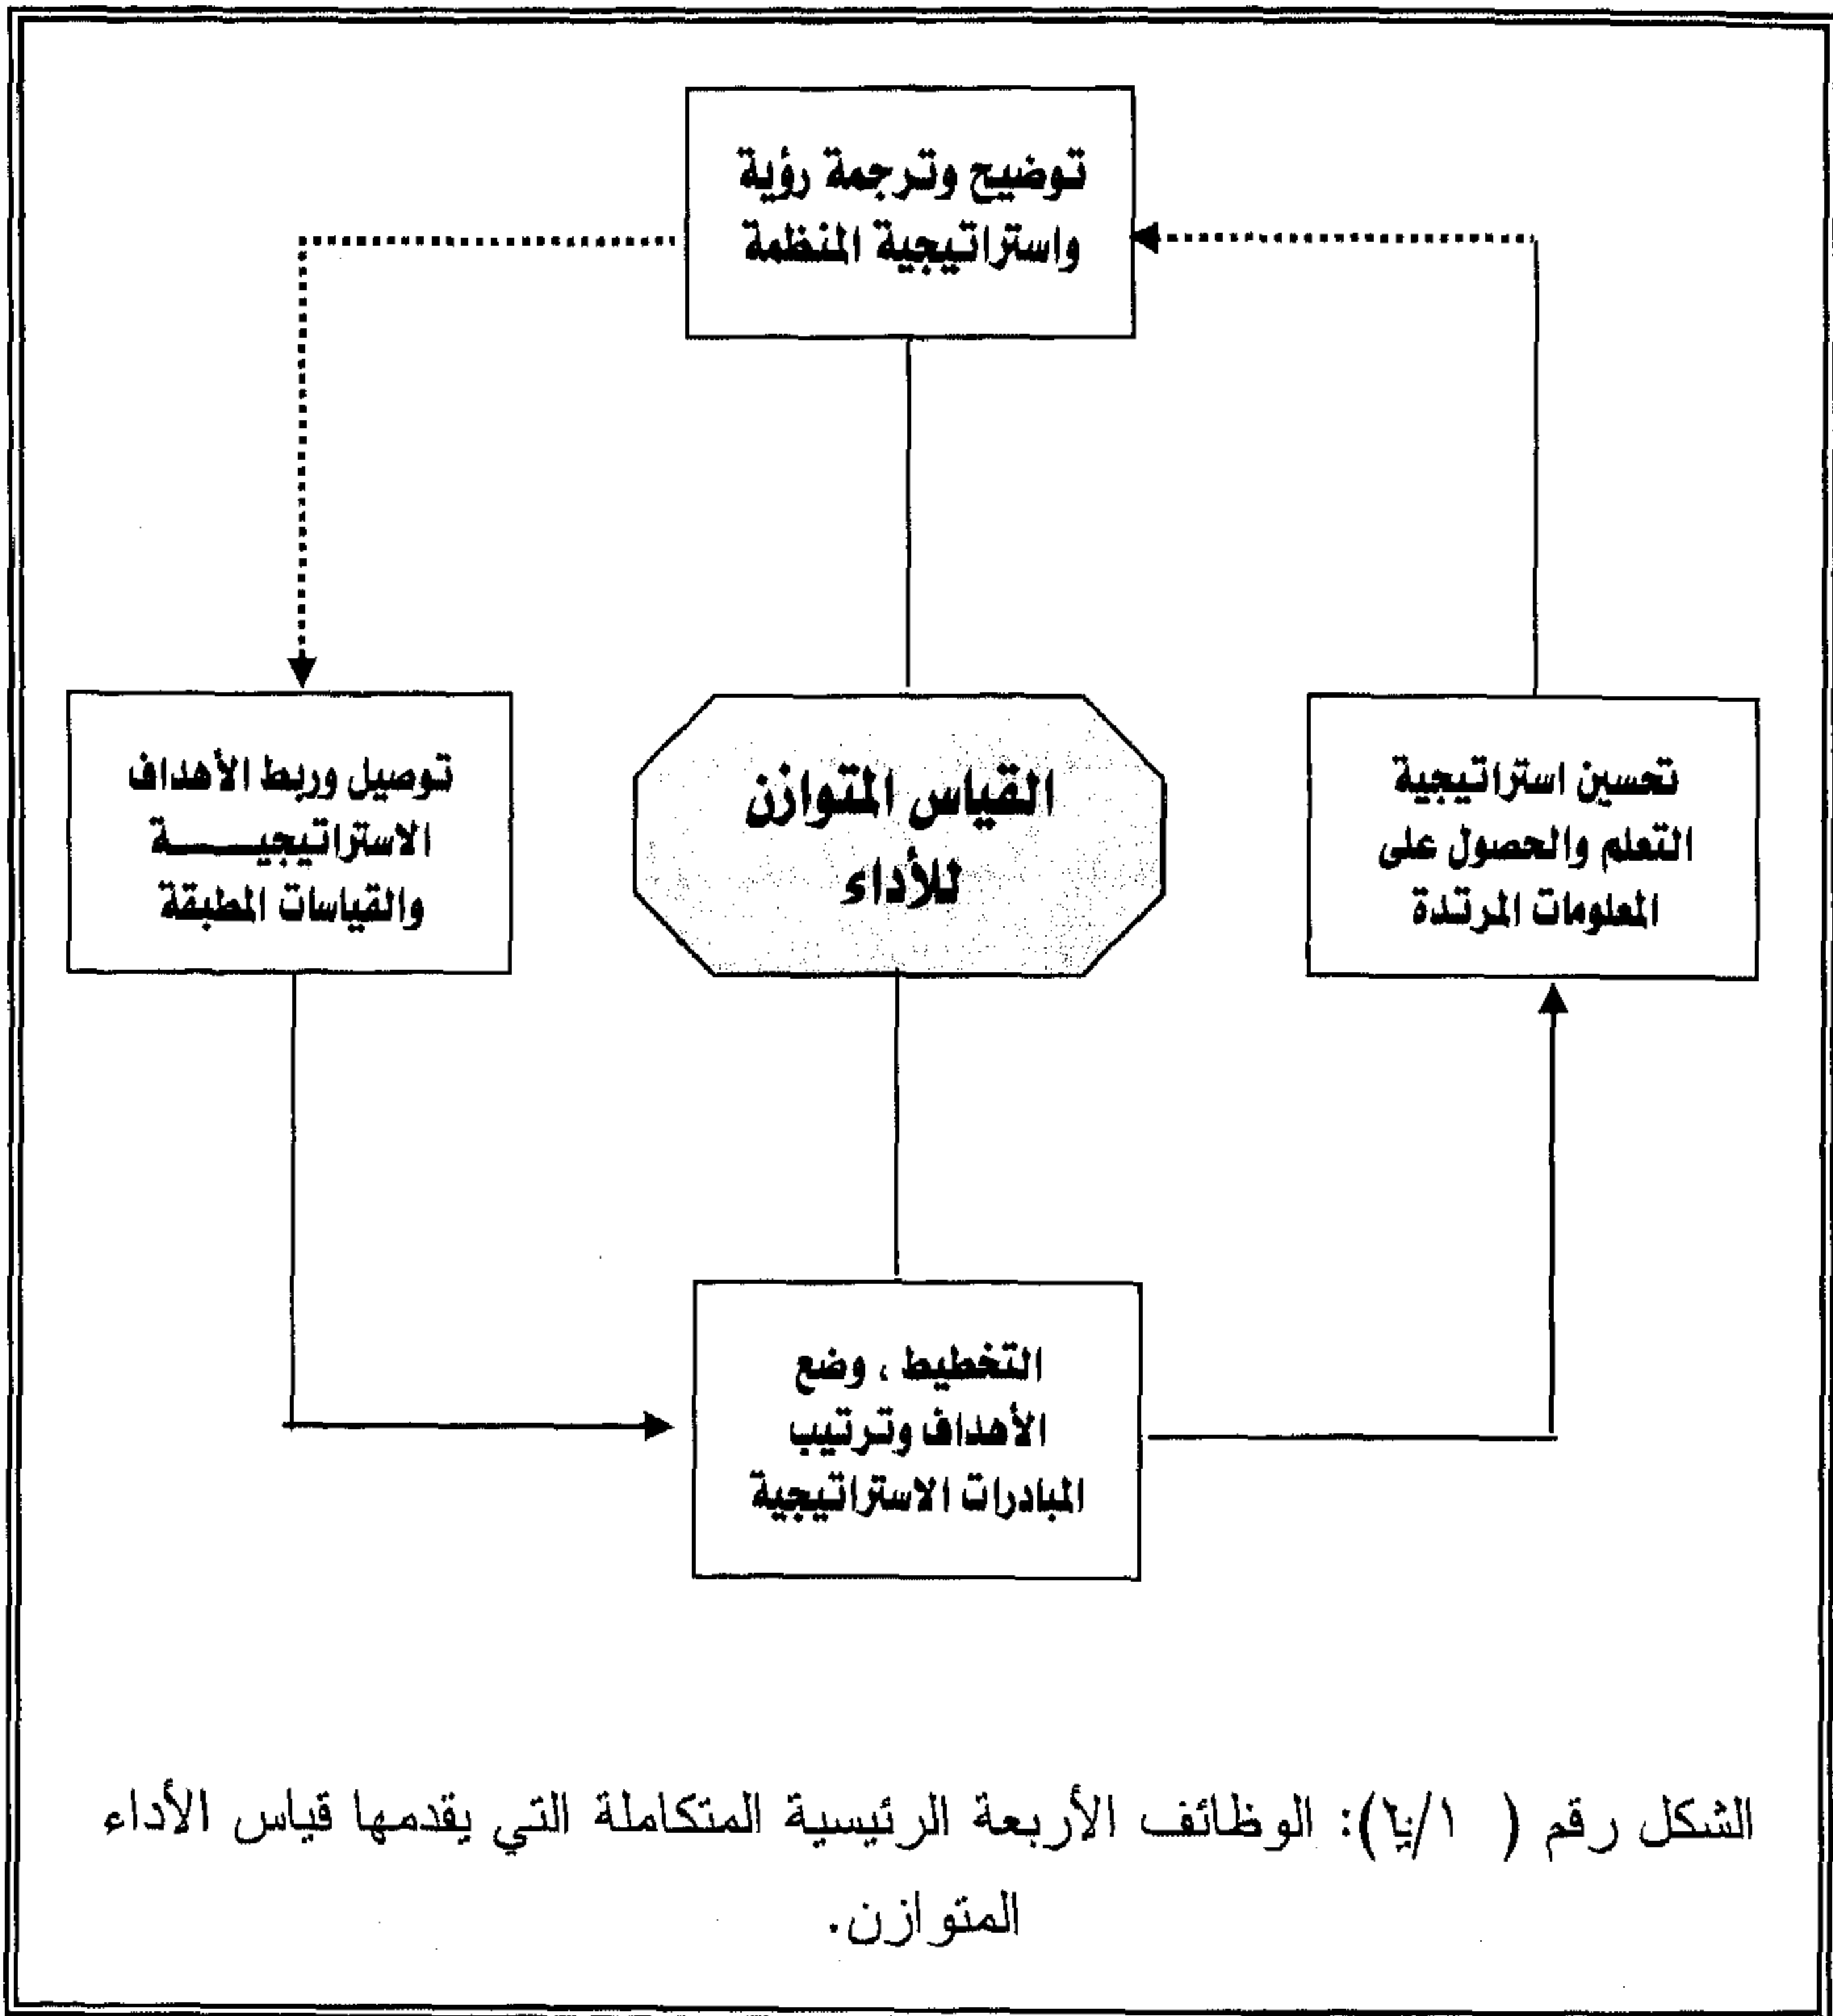 توضيح وترجمة رؤية
واستراتيجية المنظمة
تحسين استراتيجية
التعلم والحصول على
المعلومات المرتدة
القياس المتوازن
للأداء
توصيل وربط الأهداف
الاستراتيجيـــــة
والقياسات المطبقة
التخطيط ، وضع
الأهداف وترتيب
المبادرات الاستراتيجية
الشكل رقم ( ١/): الوظائف الأربعة الرئيسية المتكاملة التي يقدمها قياس الأداء
المتوازن.